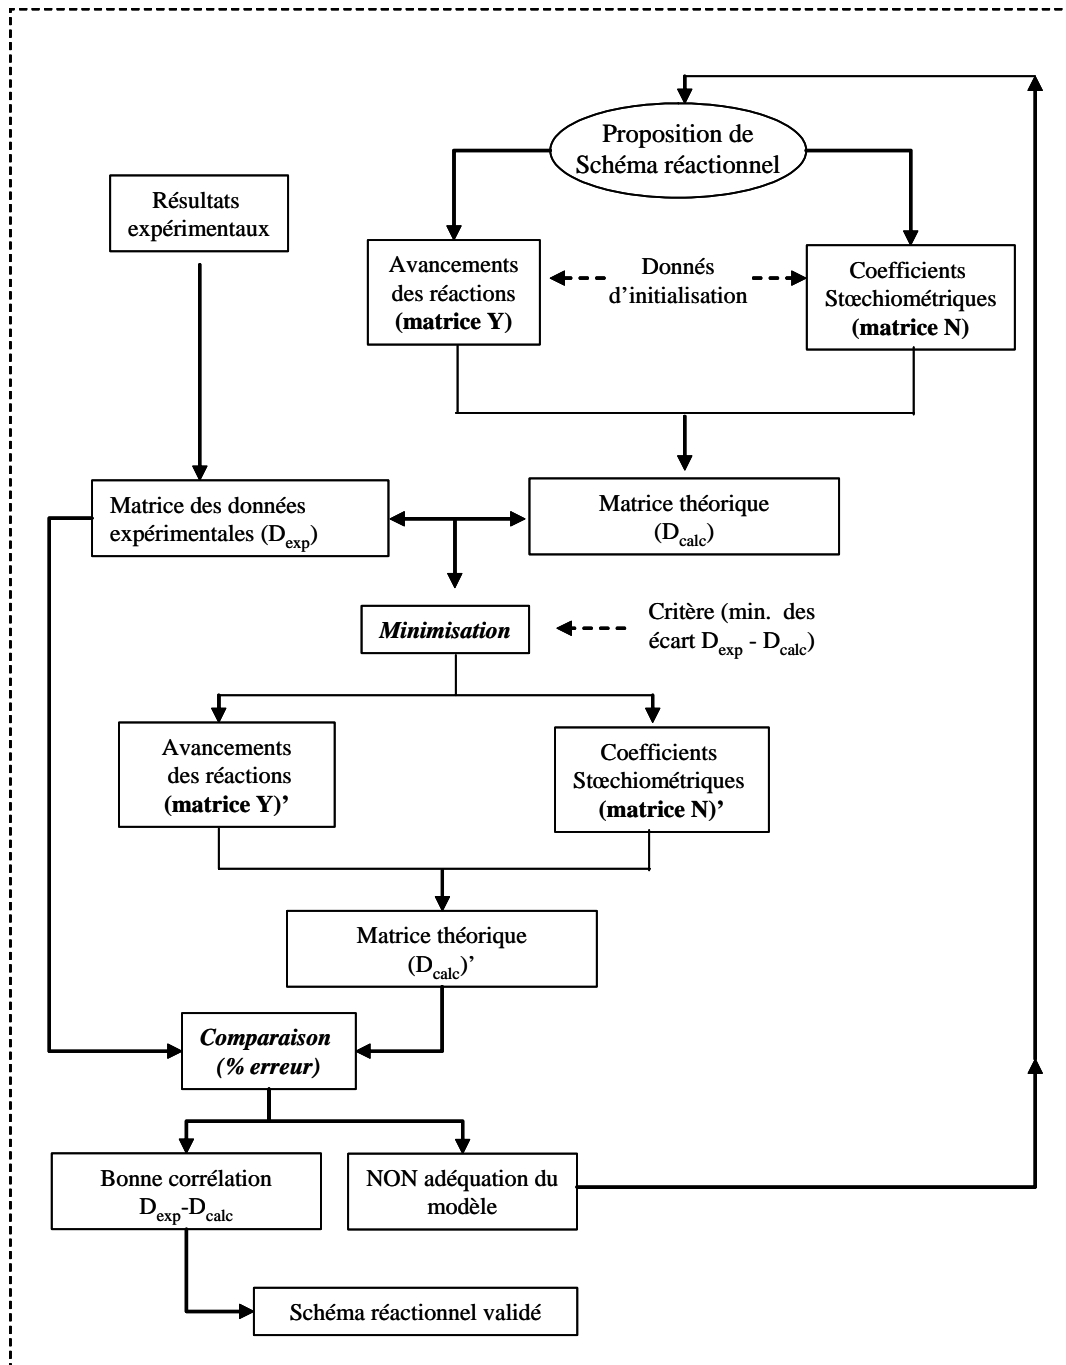 Proposition de
Schéma réactionnel
Résultats
expérimentaux
Avancements
des réactions
(matrice Y)
Donnés
d’initialisation
Coefficients
Stœchiométriques
(matrice N)
Matrice des données
expérimentales (Dexp)
Matrice théorique
(Dcalc)
Minimisation
Critère (min. des
écart Dexp - Dcalc)
Avancements
des réactions
(matrice Y)’
Coefficients
Stœchiométriques
(matrice N)’
Matrice théorique
(Dcalc)’
Comparaison
(% erreur)
Bonne corrélation
Dexp-Dcalc
NON adéquation du
modèle
Schéma réactionnel validé